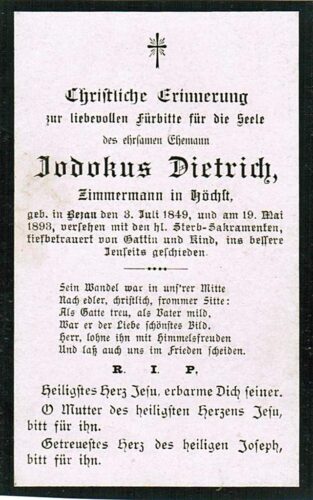 Christliche Erinnerung
zur liebevollen Fürbitte für die Seele
des ehrsamen Ehemann
Jodokus Dietrich,
Zimmermann in Höchst,
geb. in Bezau den 3. Juli 1849, und am 19. Mai
1893, versehen mit den hl. Sterb-Sakramenten,
tiefbetrauert von Gattin und Kind, ins bessere
Jenseits geschieden.
Sein Wandel war in uns'rer Mitte
Nach edler, christlich, frommer Sitte:
Als Gatte treu, als Vater mild,
War er der Liebe schönstes Bild.
Herr, lohne ihn mit Himmelsfreuden
Und laß auch uns im Frieden scheiden.
R. I. P.
Heiligstes Herz Jesu, erbarme Dich seiner.
O Mutter des heiligsten Herzens Jesu,
bitt für ihn.
Getreuestes Herz des heiligen Joseph,
bitt für ihn.